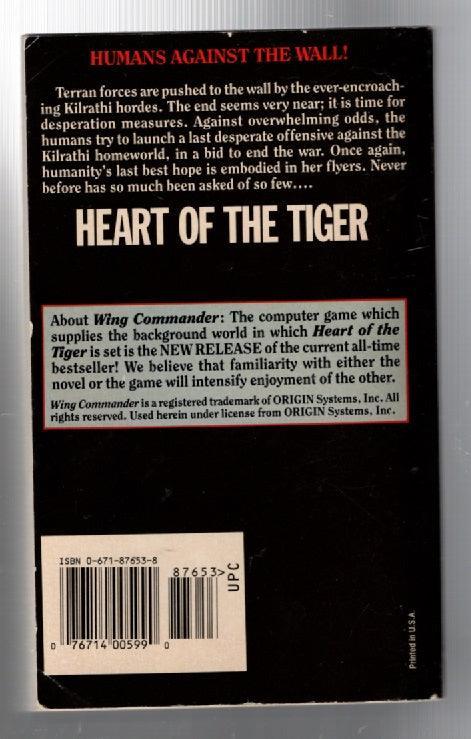 HUMANS AGAINST THE WALL!
Terran forces are pushed to the wall by the ever-encroach-
ing Kilrathi hordes. The end seems very near; it is time for
desperation measures. Against overwhelming odds, the
humans try to launch a last desperate offensive against the
Kilrathi homeworld, in a bid to end the war. Once again,
humanity's last best hope is embodied in her flyers. Never
before has so much been asked of so few....
HEART OF THE TIGER
About Wing Commander: The computer game which
supplies the background world in which Heart of the
Tiger is set is the NEW RELEASE of the current all-time
bestseller! We believe that familiarity with either the
novel or the game will intensify enjoyment of the other.
Wing Commander is a registered trademark of ORIGIN Systems, Inc. All
rights reserved. Used herein under license from ORIGIN Systems, Inc.
ISBN 0-671-87653-8
87653>
UPC
0 76714 00599 0
Printed in U.S.A.